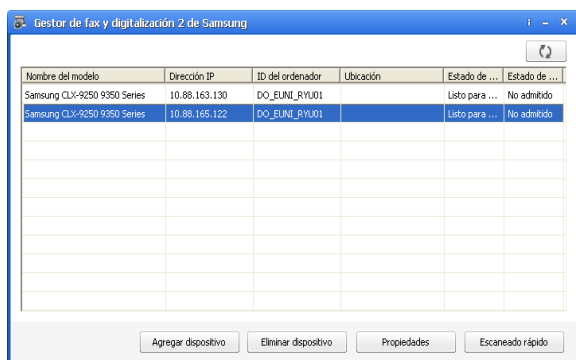 Gestor de fax y digitalización 2 de Samsung
Nombre del modelo Dirección IP ID del ordenador Ubicación Estado de ... Estado de ...
Samsung CLX-9250 9350 Series 10.88.163.130 DO_EUNI_RYU01 Listo para ... No admitido
Samsung CLX-9250 9350 Series 10.88.165.122 DO_EUNI_RYU01 Listo para ... No admitido
Agregar dispositivo Eliminar dispositivo Propiedades Escaneado rápido